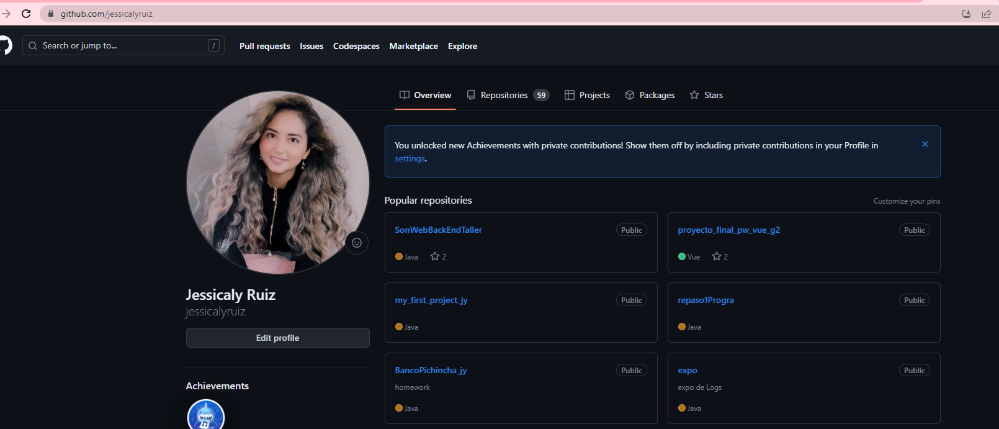 github.com/jessicalyruiz
Search or jump to... /
Pull requests Issues Codespaces Marketplace Explore
Overview Repositories 59 Projects Packages Stars
You unlocked new Achievements with private contributions! Show them off by including private contributions in your Profile in
settings.
Popular repositories Customize your pins
SonWebBackEndTaller Public
Java 2
proyecto_final_pw_vue_g2 Public
Vue 2
my_first_project_jy Public
Java
repaso1Progra Public
Java
BancoPichincha_jy Public
homework
Java
expo Public
expo de Logs
Java
Jessicaly Ruiz
jessicalyruiz
Edit profile
Achievements